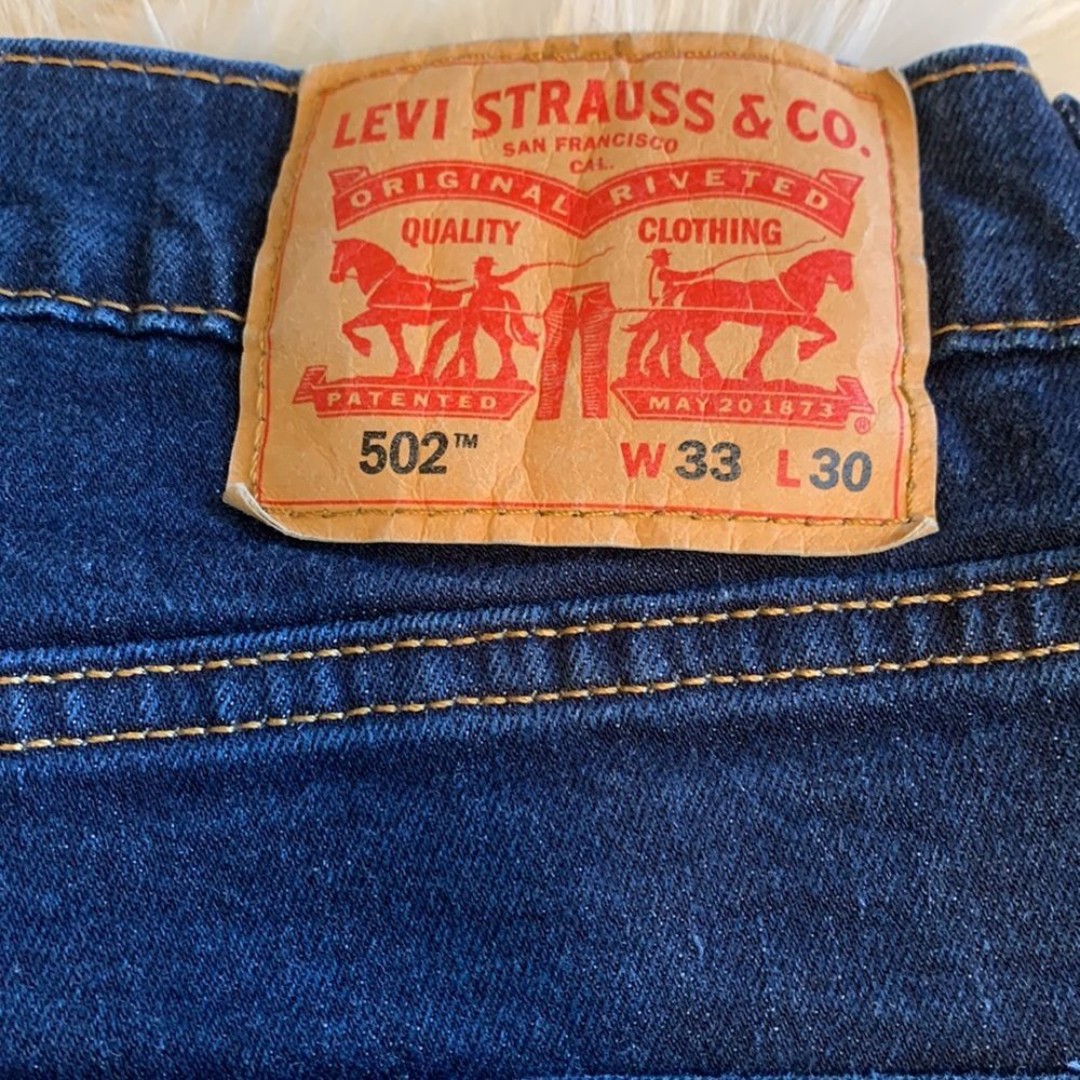 LEVI STRAUSS & CO.
SAN FRANCISCO
CAL.
ORIGINAL RIVETED
QUALITY CLOTHING
PATENTED MAY 20 1873 ®
502™ W 33 L 30